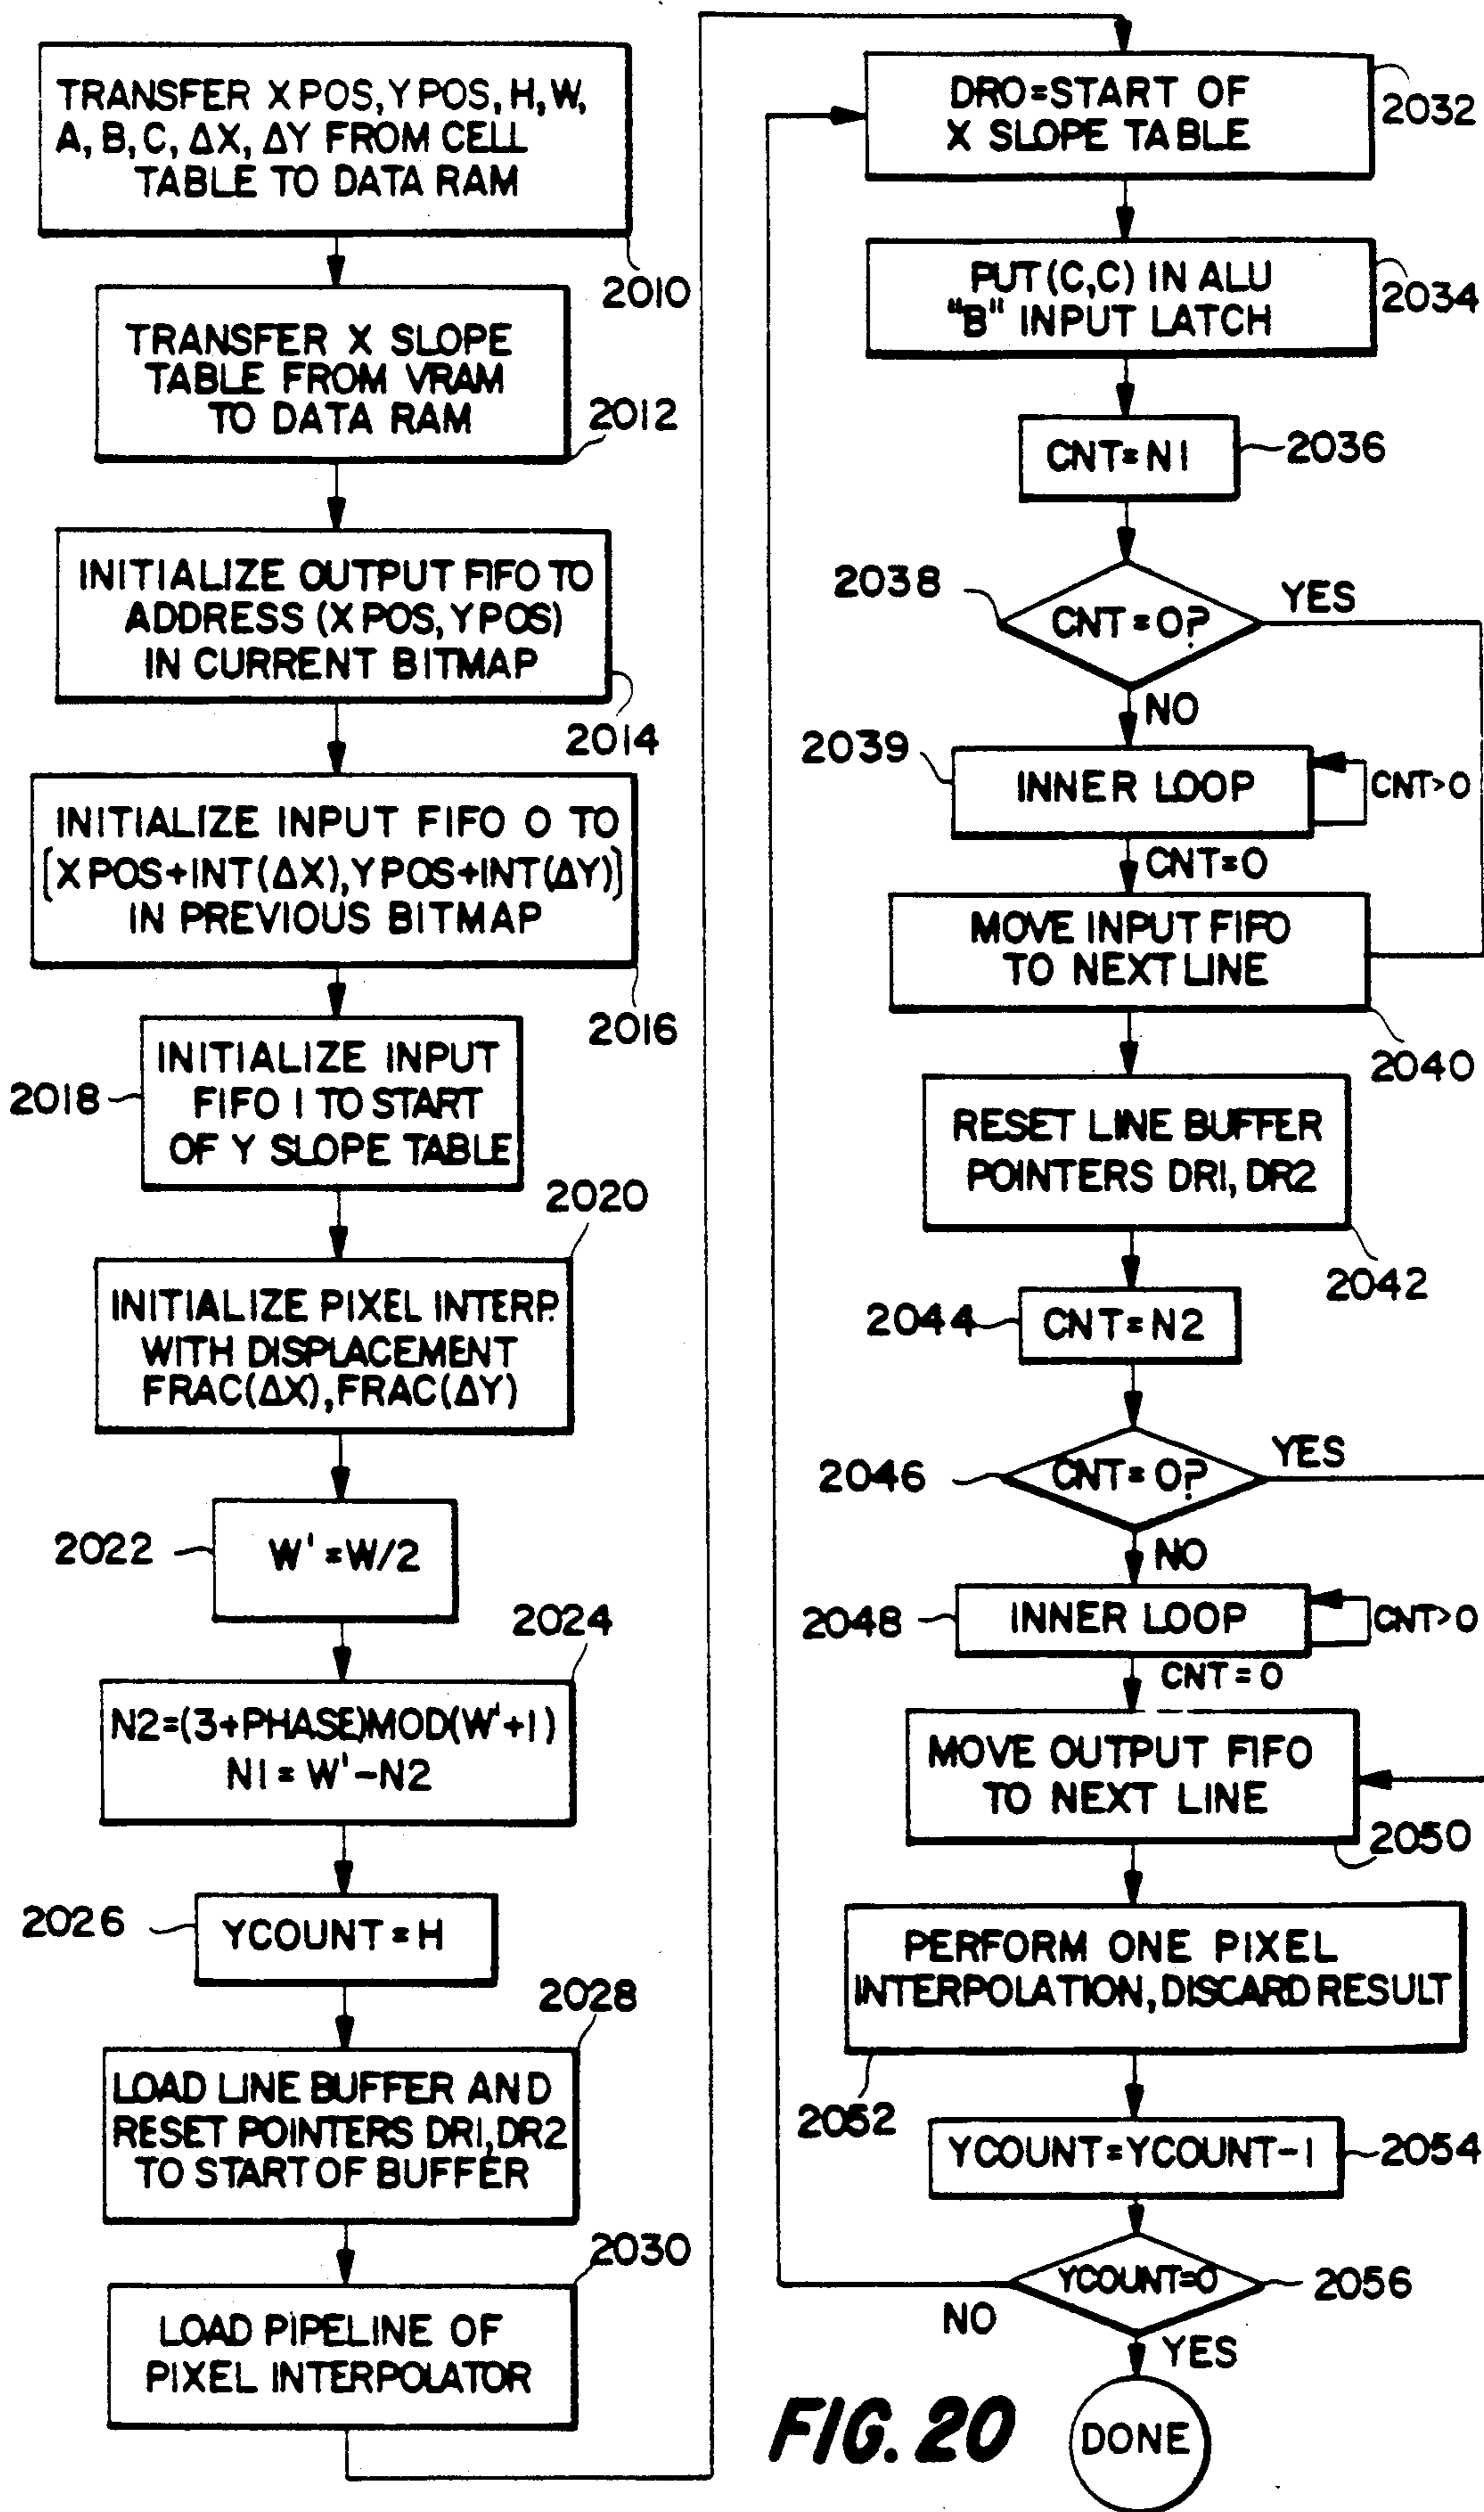 TRANSFER X POS, Y POS, H, W,
A, B, C, ΔX, ΔY FROM CELL
TABLE TO DATA RAM
2010
TRANSFER X SLOPE
TABLE FROM VRAM
TO DATA RAM
2012
INITIALIZE OUTPUT FIFO TO
ADDRESS (X POS, Y POS)
IN CURRENT BITMAP
2014
INITIALIZE INPUT FIFO 0 TO
[X POS+INT(ΔX), Y POS+INT(ΔY)]
IN PREVIOUS BITMAP
2016
2018
INITIALIZE INPUT
FIFO 1 TO START
OF Y SLOPE TABLE
2020
INITIALIZE PIXEL INTERP.
WITH DISPLACEMENT
FRAC(ΔX), FRAC(ΔY)
2022
W'=W/2
2024
N2=(3+PHASE)MOD(W'+1)
N1=W'-N2
2026
YCOUNT=H
2028
LOAD LINE BUFFER AND
RESET POINTERS DR1, DR2
TO START OF BUFFER
2030
LOAD PIPELINE OF
PIXEL INTERPOLATOR
DRO=START OF
X SLOPE TABLE
2032
PUT (C,C) IN ALU
"B" INPUT LATCH
2034
CNT=N1
2036
2038
CNT=0?
YES
NO
2039
INNER LOOP
CNT>0
CNT=0
MOVE INPUT FIFO
TO NEXT LINE
2040
RESET LINE BUFFER
POINTERS DR1, DR2
2042
2044
CNT=N2
2046
CNT=0?
YES
NO
2048
INNER LOOP
CNT>0
CNT=0
MOVE OUTPUT FIFO
TO NEXT LINE
2050
PERFORM ONE PIXEL
INTERPOLATION, DISCARD RESULT
2052
YCOUNT=YCOUNT-1
2054
YCOUNT=0
2056
NO
YES
DONE
FIG. 20